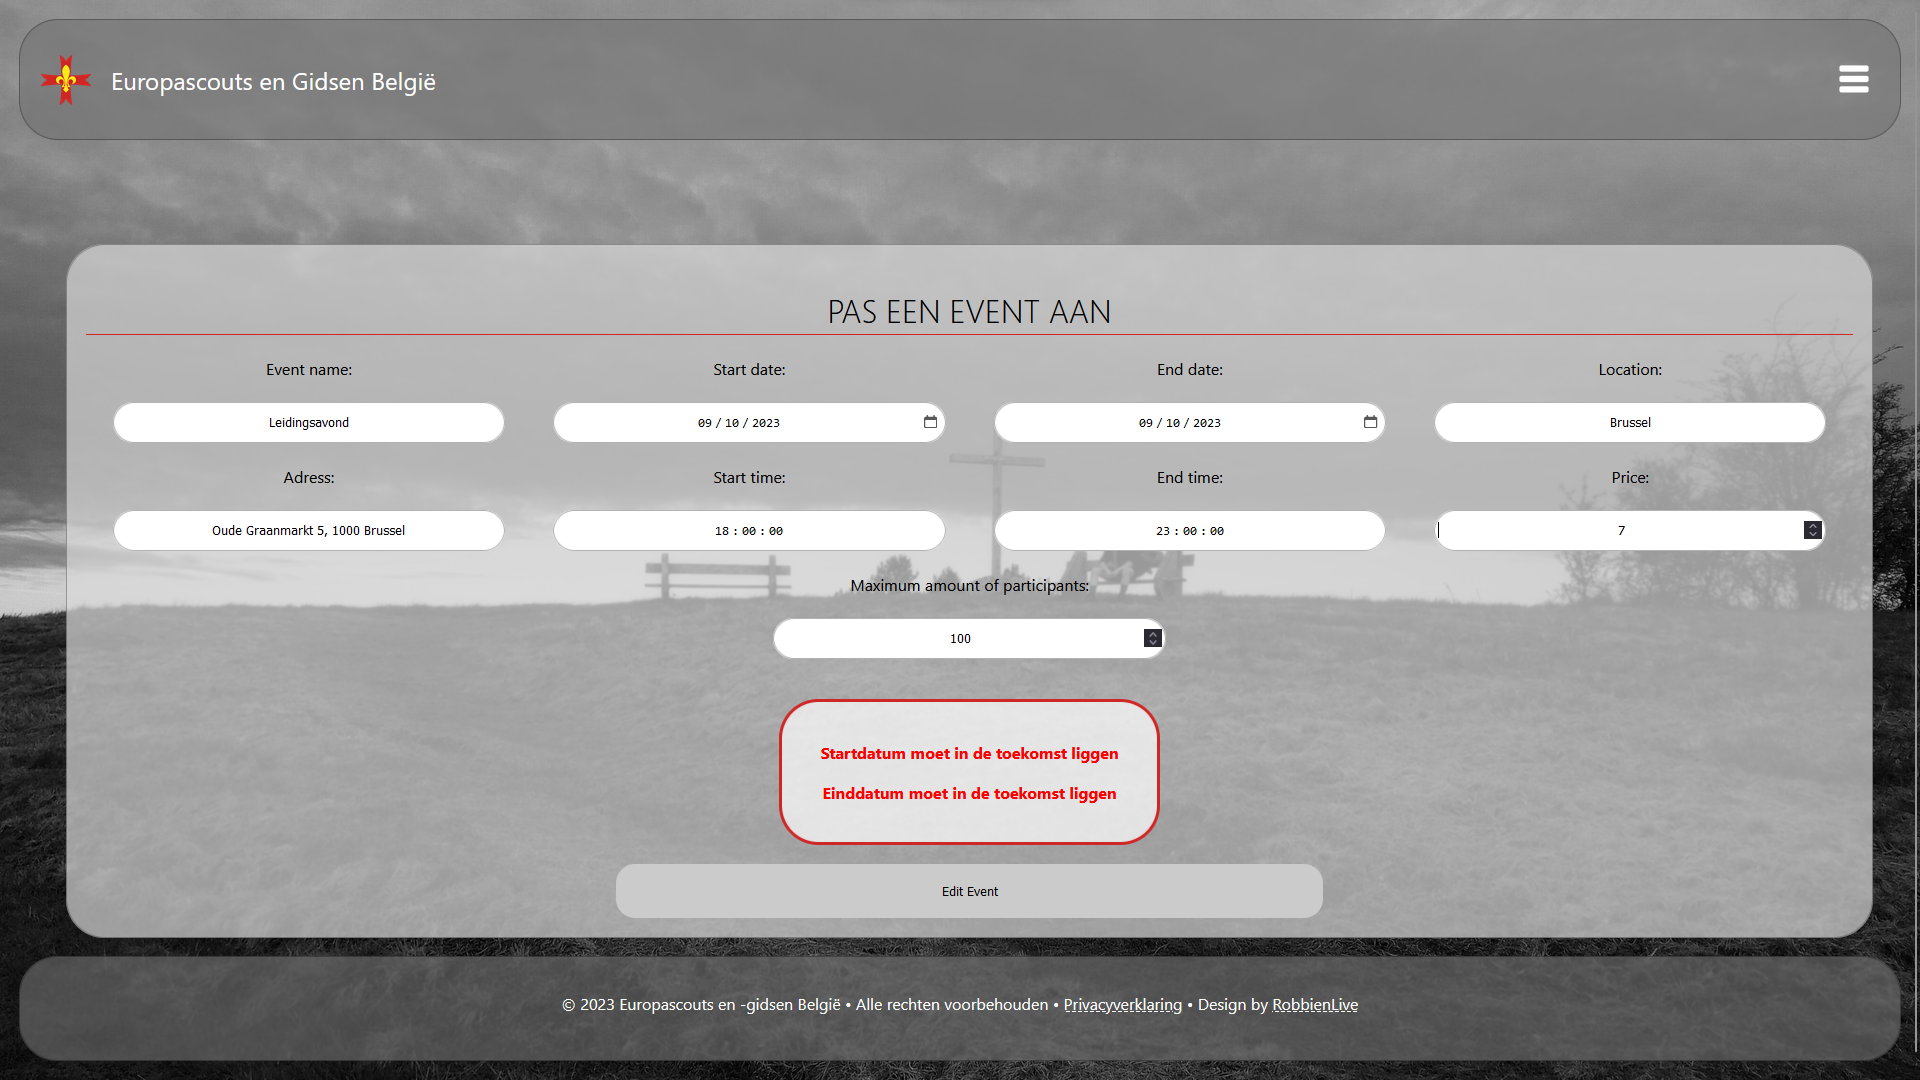 Europascouts en Gidsen België
PAS EEN EVENT AAN
Event name:
Start date:
End date:
Location:
Leidingsavond
09 / 10 / 2023
09 / 10 / 2023
Brussel
Adress:
Start time:
End time:
Price:
Oude Graanmarkt 5, 1000 Brussel
18 : 00 : 00
23 : 00 : 00
7
Maximum amount of participants:
100
Startdatum moet in de toekomst liggen
Einddatum moet in de toekomst liggen
Edit Event
© 2023 Europascouts en -gidsen België • Alle rechten voorbehouden • Privacyverklaring • Design by RobbienLive